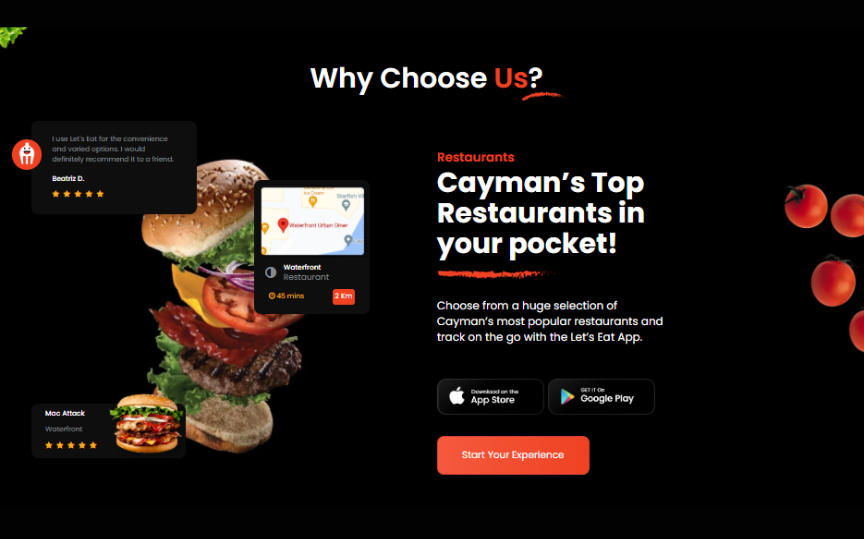 Why Choose Us?
I use Let's Eat for the convenience
and varied options. I would
definitely recommend it to a friend.
Beatriz D.
Ice Cream
Starfish
Waterfront Urban Diner
Waterfront
Restaurant
45 mins
2 Km
Mac Attack
Waterfront
Restaurants
Cayman's Top
Restaurants in
your pocket!
Choose from a huge selection of
Cayman's most popular restaurants and
track on the go with the Let's Eat App.
Download on the
App Store
GET IT On
Google Play
Start Your Experience